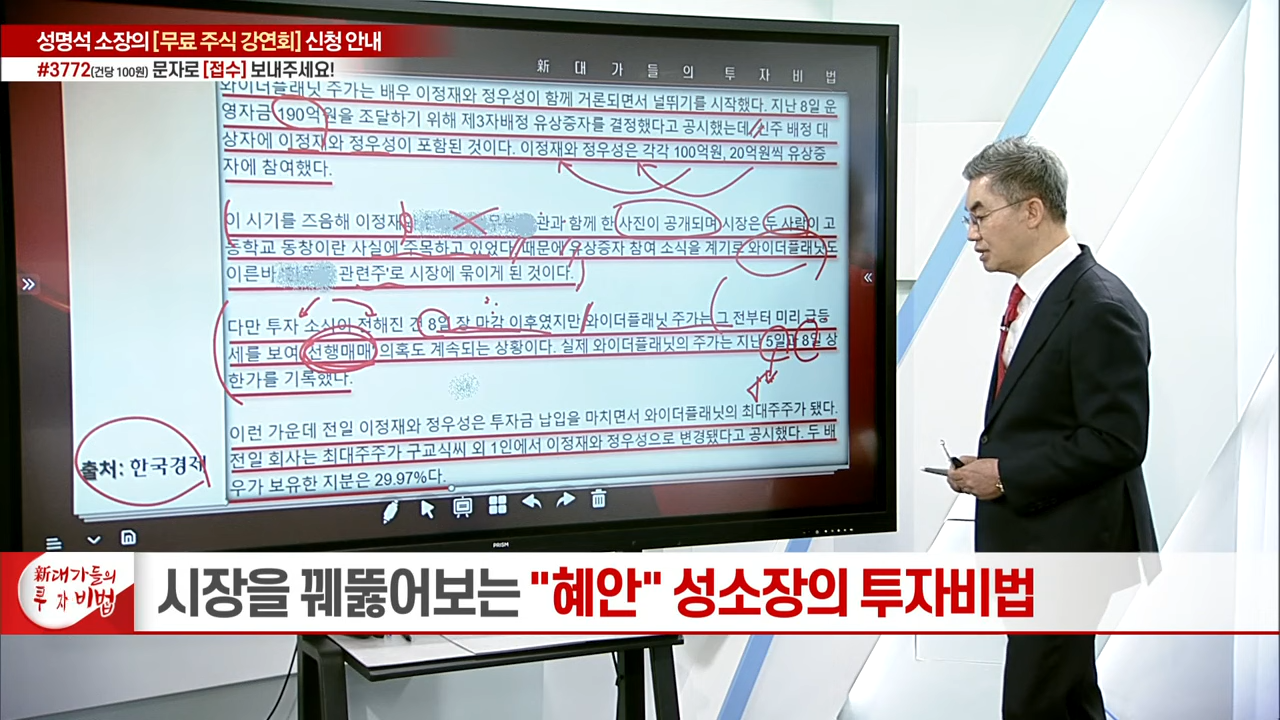 성명석 소장의 [무료 주식 강연회] 신청 안내
#3772(건당 100원) 문자로 [접수] 보내주세요!
新 대가들의 투자비법
와이더플래닛 주가는 배우 이정재와 정우성이 함께 거론되면서 널뛰기를 시작했다. 지난 8일 운
영자금 190억원을 조달하기 위해 제3자배정 유상증자를 결정했다고 공시했는데 신주 배정 대
상자에 이정재와 정우성이 포함된 것이다. 이정재와 정우성은 각각 100억원, 20억원씩 유상증
자에 참여했다.
이 시기를 즈음해 이정재 관과 함께 한 사진이 공개되며 시장은 두 사람이 고
등학교 동창이란 사실에 주목하고 있었다. 때문에 유상증자 참여 소식을 계기로 와이더플래닛도
이른바 관련주'로 시장에 묶이게 된 것이다.
다만 투자 소식이 전해진 건 8일 장 마감 이후였지만 와이더플래닛 주가는 그 전부터 미리 급등
세를 보여 '선행매매' 의혹도 계속되는 상황이다. 실제 와이더플래닛의 주가는 지난 5일과 8일 상
한가를 기록했다.
이런 가운데 전일 이정재와 정우성은 투자금 납입을 마치면서 와이더플래닛의 최대주주가 됐다.
전일 회사는 최대주주가 구교식씨 외 1인에서 이정재와 정우성으로 변경됐다고 공시했다. 두 배
우가 보유한 지분은 29.97%다.
출처: 한국경제
PRISM
新대가들의
투자비법
시장을 꿰뚫어보는 "혜안" 성소장의 투자비법